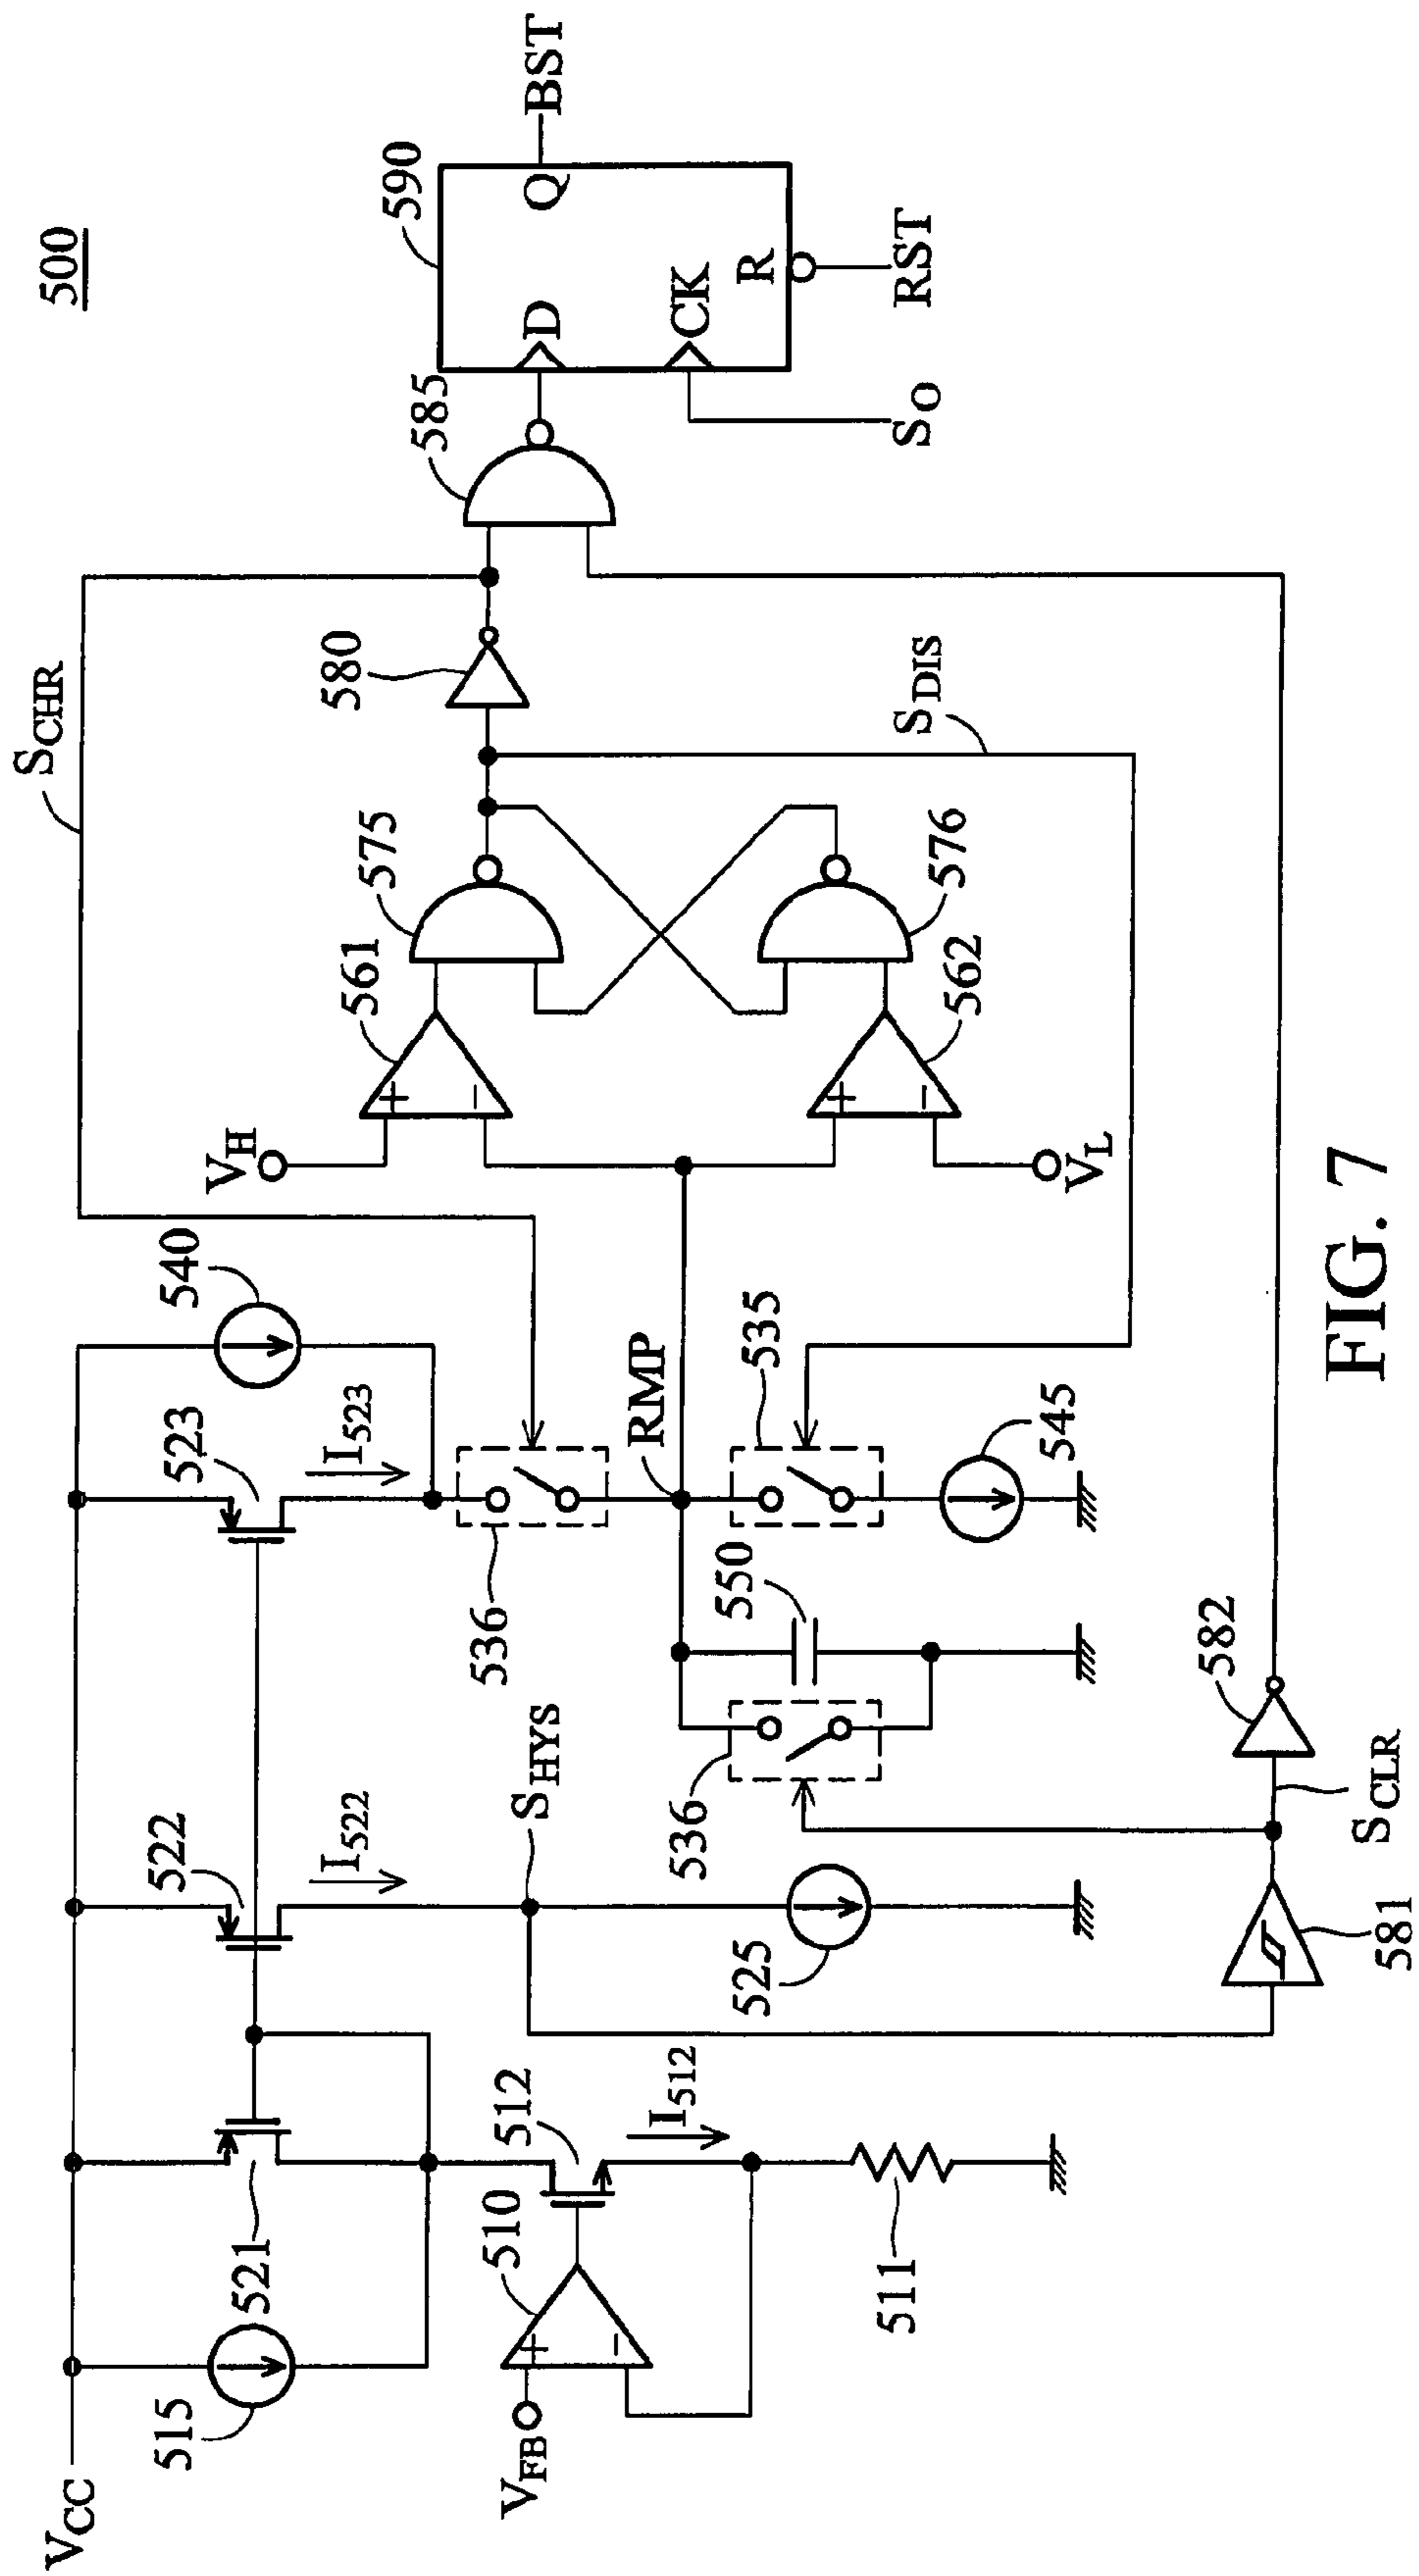 500
VCC
515
521
522
I522
523
I523
540
SCHR
VFB
510
512
I512
511
SHYS
525
536
550
536
RMP
535
545
VH
VL
561
562
575
576
580
SDIS
585
590
D
Q
CK
R
BST
SO
RST
581
SCLR
582
+
−
+
−
+
−
FIG. 7